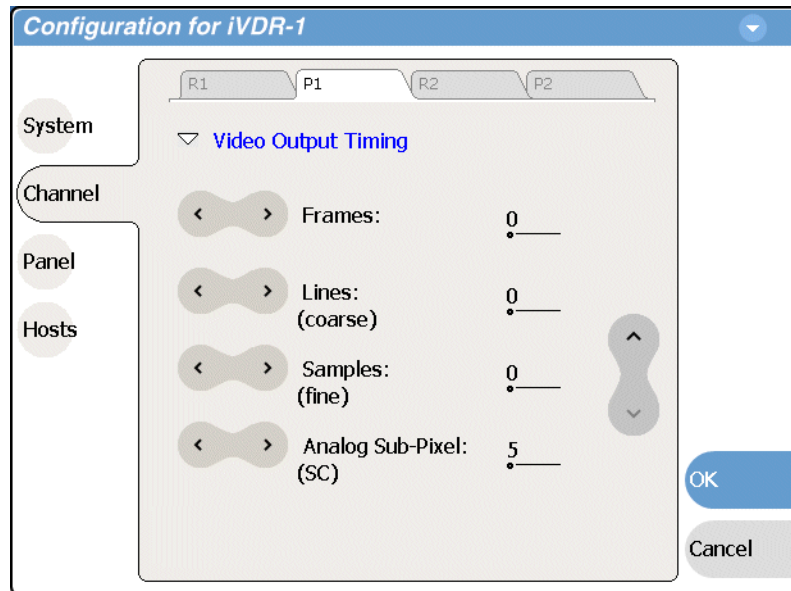 Configuration for iVDR-1
R1
P1
R2
P2
System
Channel
Panel
Hosts
Video Output Timing
Frames: 0
Lines: 0
(coarse)
Samples: 0
(fine)
Analog Sub-Pixel: 5
(SC)
OK
Cancel